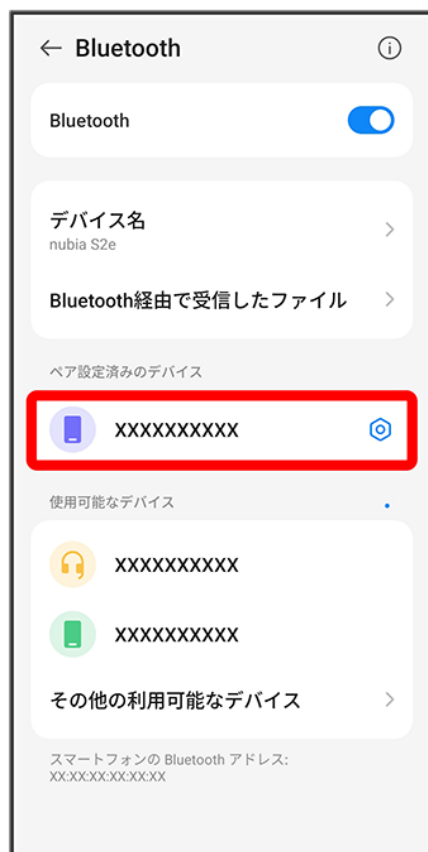 Bluetooth
Bluetooth
デバイス名
nubia S2e
Bluetooth経由で受信したファイル
ペア設定済みのデバイス
XXXXXXXXXX
使用可能なデバイス
XXXXXXXXXX
XXXXXXXXXX
その他の利用可能なデバイス
スマートフォンの Bluetooth アドレス:
XX:XX:XX:XX:XX:XX